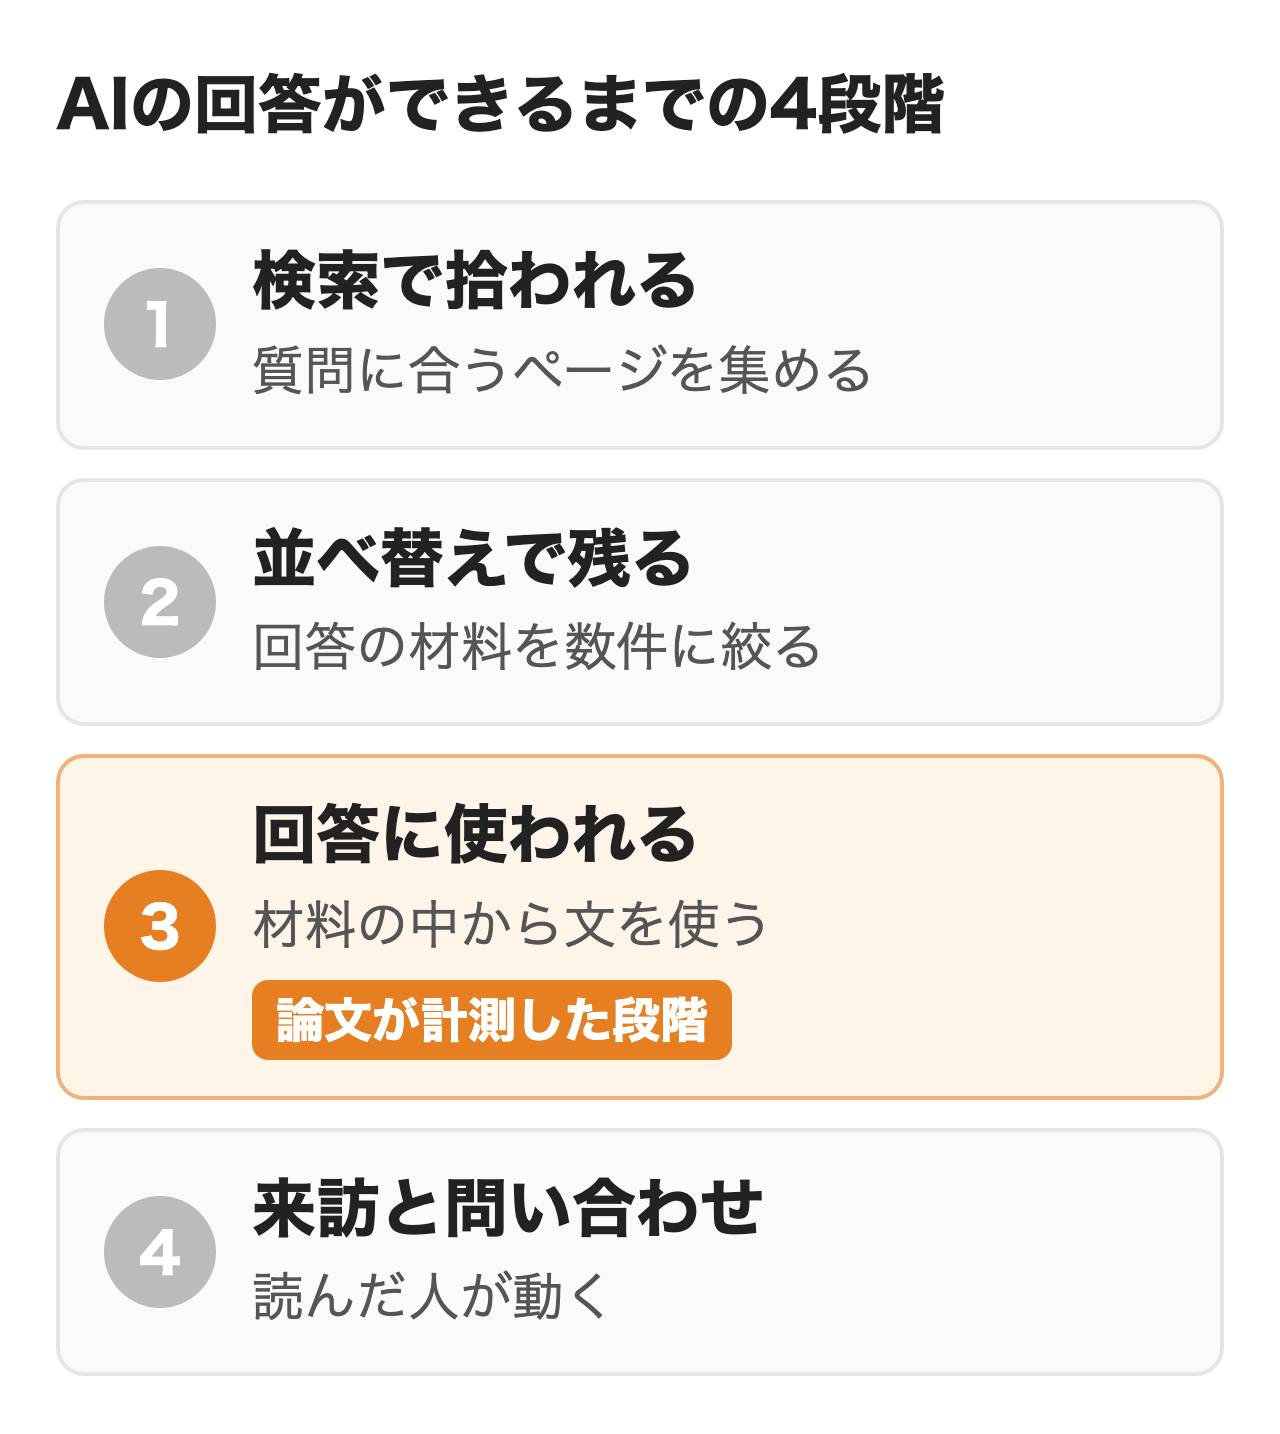 AIの回答ができるまでの4段階
1
検索で拾われる
質問に合うページを集める
2
並べ替えで残る
回答の材料を数件に絞る
3
回答に使われる
材料の中から文を使う
論文が計測した段階
4
来訪と問い合わせ
読んだ人が動く